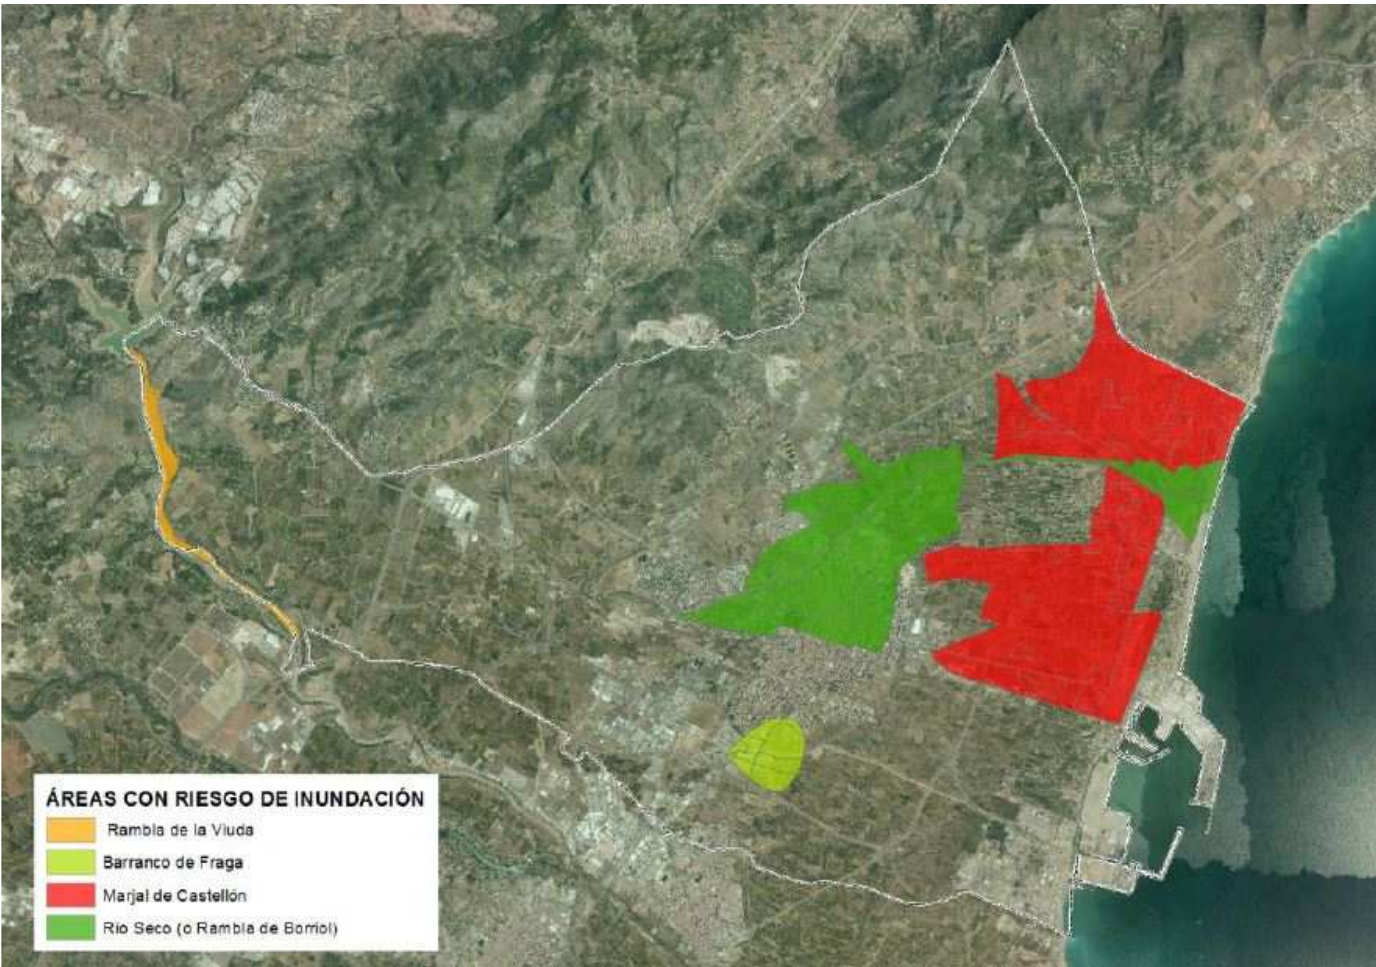 ÁREAS CON RIESGO DE INUNDACIÓN
Rambla de la Viuda
Barranco de Fraga
Marjal de Castellón
Río Seco (o Rambla de Borriol)